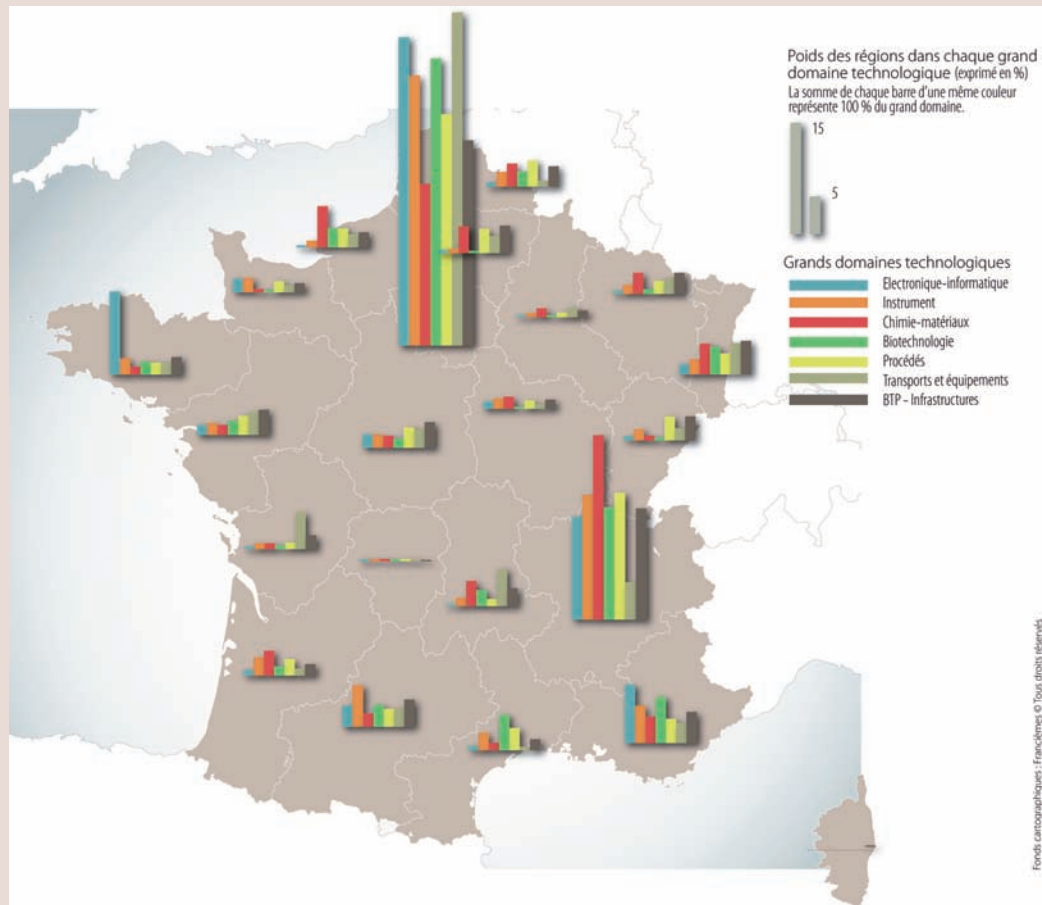 Poids des régions dans chaque grand
domaine technologique (exprimé en %)
La somme de chaque barre d'une même couleur
représente 100 % du grand domaine.
15
5
Grands domaines technologiques
Electronique-informatique
Instrument
Chimie-matériaux
Biotechnologie
Procédés
Transports et équipements
BTP - Infrastructures
Fonds cartographiques : Francièmes © Tous droits réservés.